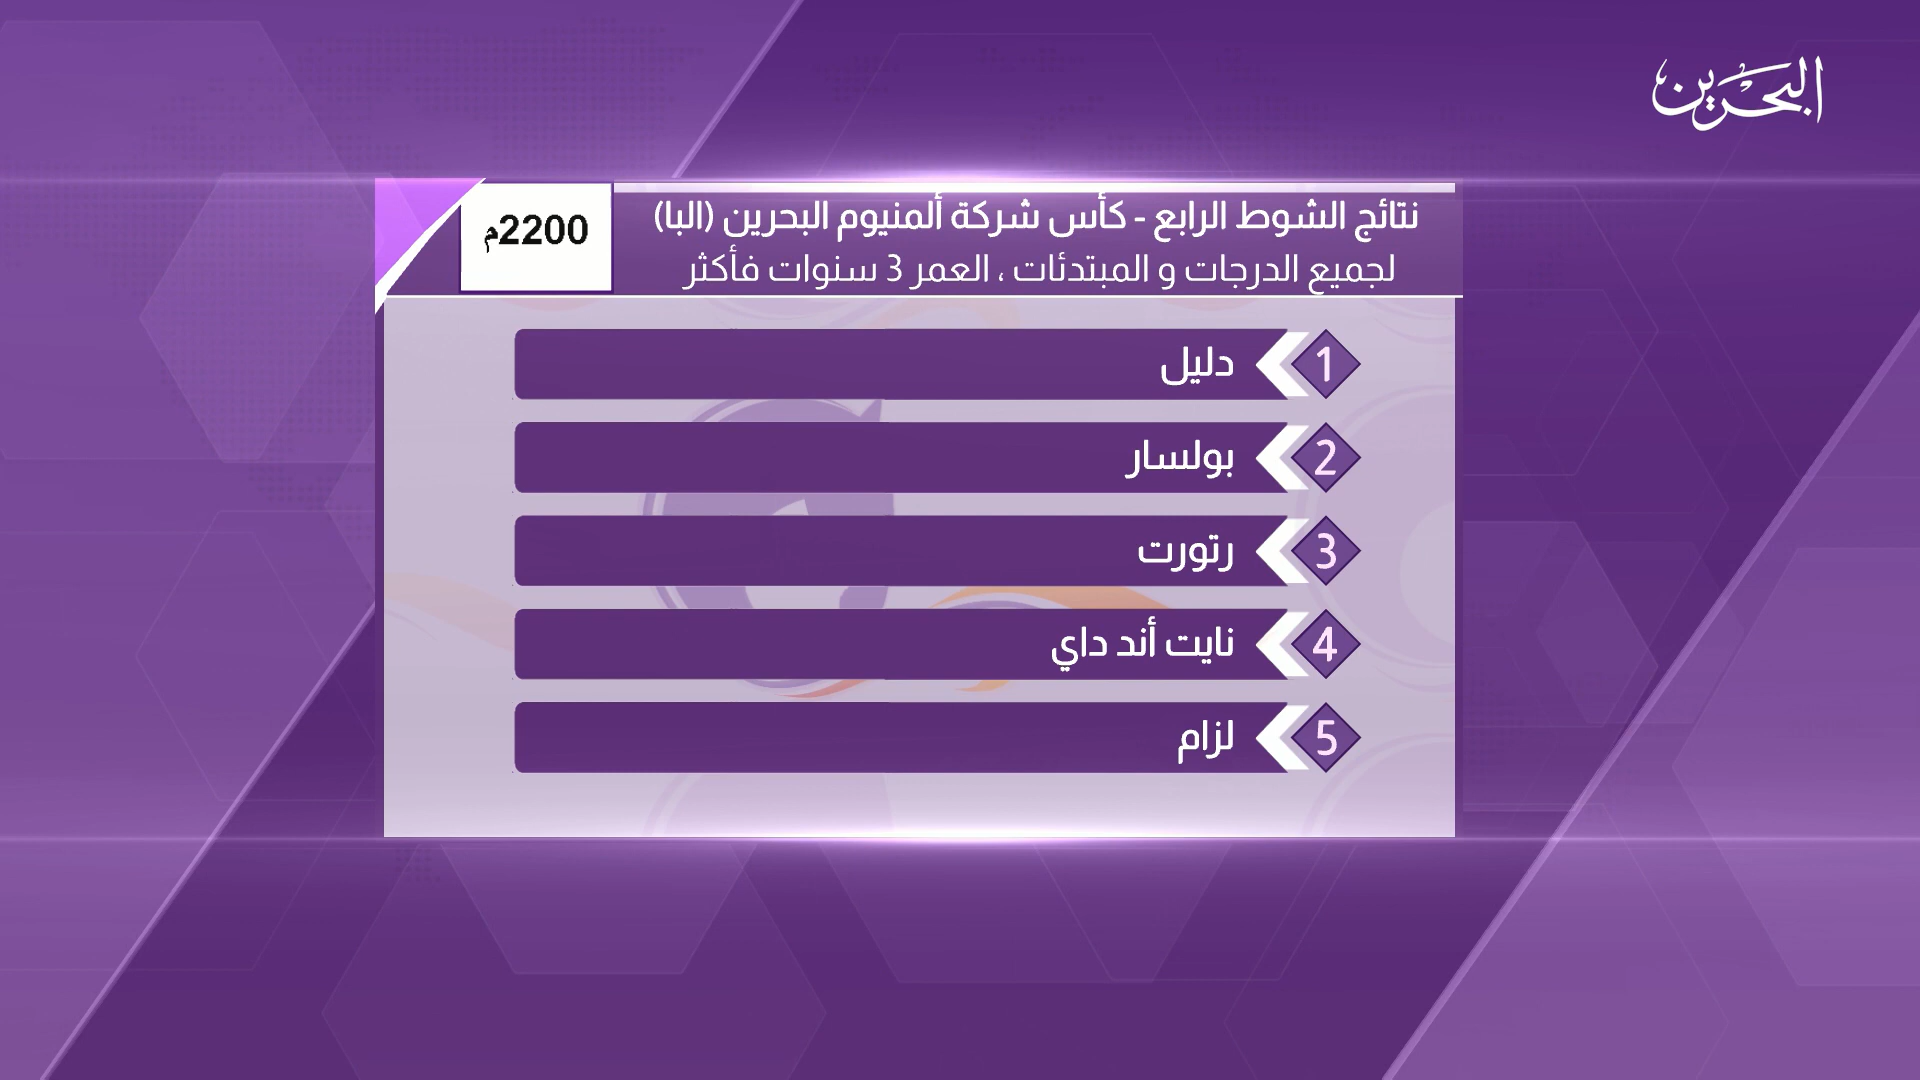 البحرين
نتائج الشوط الرابع - كأس شركة ألمنيوم البحرين (البا)
لجميع الدرجات و المبتدئات ، العمر 3 سنوات فأكثر
2200م
1 دليل
2 بولسار
3 رتورت
4 نايت أند داي
5 لزام